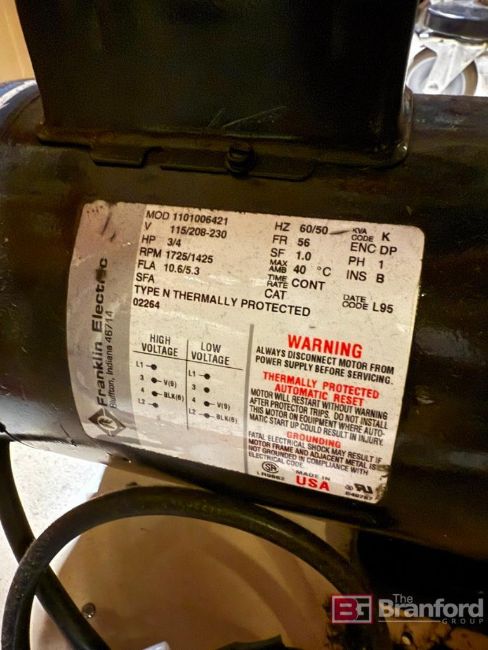 Franklin Electric
Bluffton, Indiana 46714
MOD 1101006421
V 115/208-230 HZ 60/50 KVA CODE K
HP 3/4 FR 56 ENC DP
RPM 1725/1425 SF 1.0 PH 1
FLA 10.6/5.3 MAX AMB 40 °C INS B
SFA TIME RATE CONT
CAT
TYPE N THERMALLY PROTECTED DATE CODE L95
02264
HIGH VOLTAGE LOW VOLTAGE
L1 L1
3 3
4 V(9) 4
BLK(6) V(9)
L2 L2 BLK(6)
WARNING
ALWAYS DISCONNECT MOTOR FROM
POWER SUPPLY BEFORE SERVICING.
THERMALLY PROTECTED
AUTOMATIC RESET
MOTOR WILL RESTART WITHOUT WARNING
AFTER PROTECTOR TRIPS. DO NOT INSTALL
THIS MOTOR ON EQUIPMENT WHERE AUTO-
MATIC START UP COULD RESULT IN INJURY
GROUNDING
FATAL ELECTRICAL SHOCK MAY RESULT IF
MOTOR FRAME AND ADJACENT METAL IS
NOT GROUNDED IN COMPLIANCE WITH
ELECTRICAL CODE.
MADE IN
USA
BG The Branford GROUP